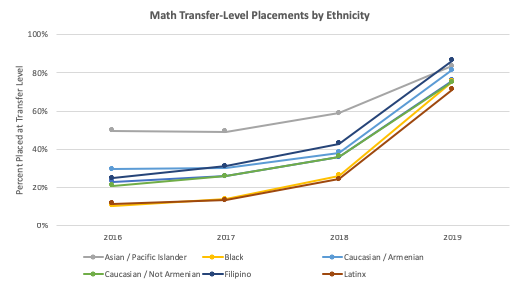 Math Transfer-Level Placements by Ethnicity
100%
80%
60%
40%
20%
0%
Percent Placed at Transfer Level
2016 2017 2018 2019
Asian / Pacific Islander Black Caucasian / Armenian
Caucasian / Not Armenian Filipino Latinx